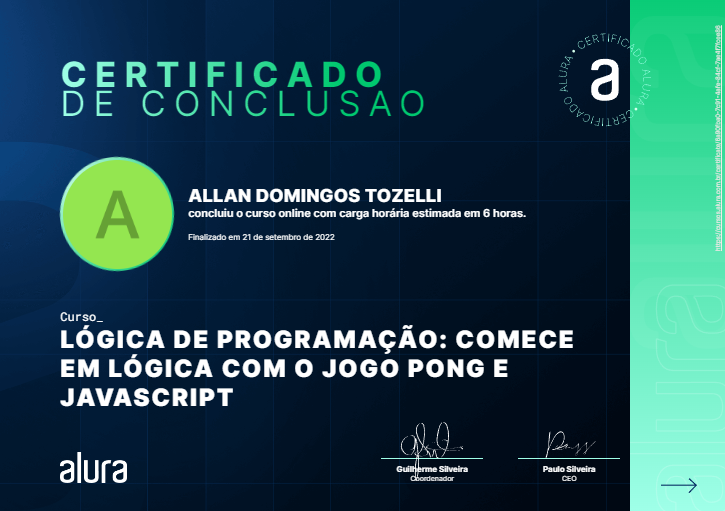 CERTIFICADO
DE CONCLUSAO
CERTIFICADO ALURA • CERTIFICADO ALURA •
a
A
ALLAN DOMINGOS TOZELLI
concluiu o curso online com carga horária estimada em 6 horas.
Finalizado em 21 de setembro de 2022
Curso_
LÓGICA DE PROGRAMAÇÃO: COMECE
EM LÓGICA COM O JOGO PONG E
JAVASCRIPT
alura
Guilherme Silveira
Coordenador
Paulo Silveira
CEO
alura